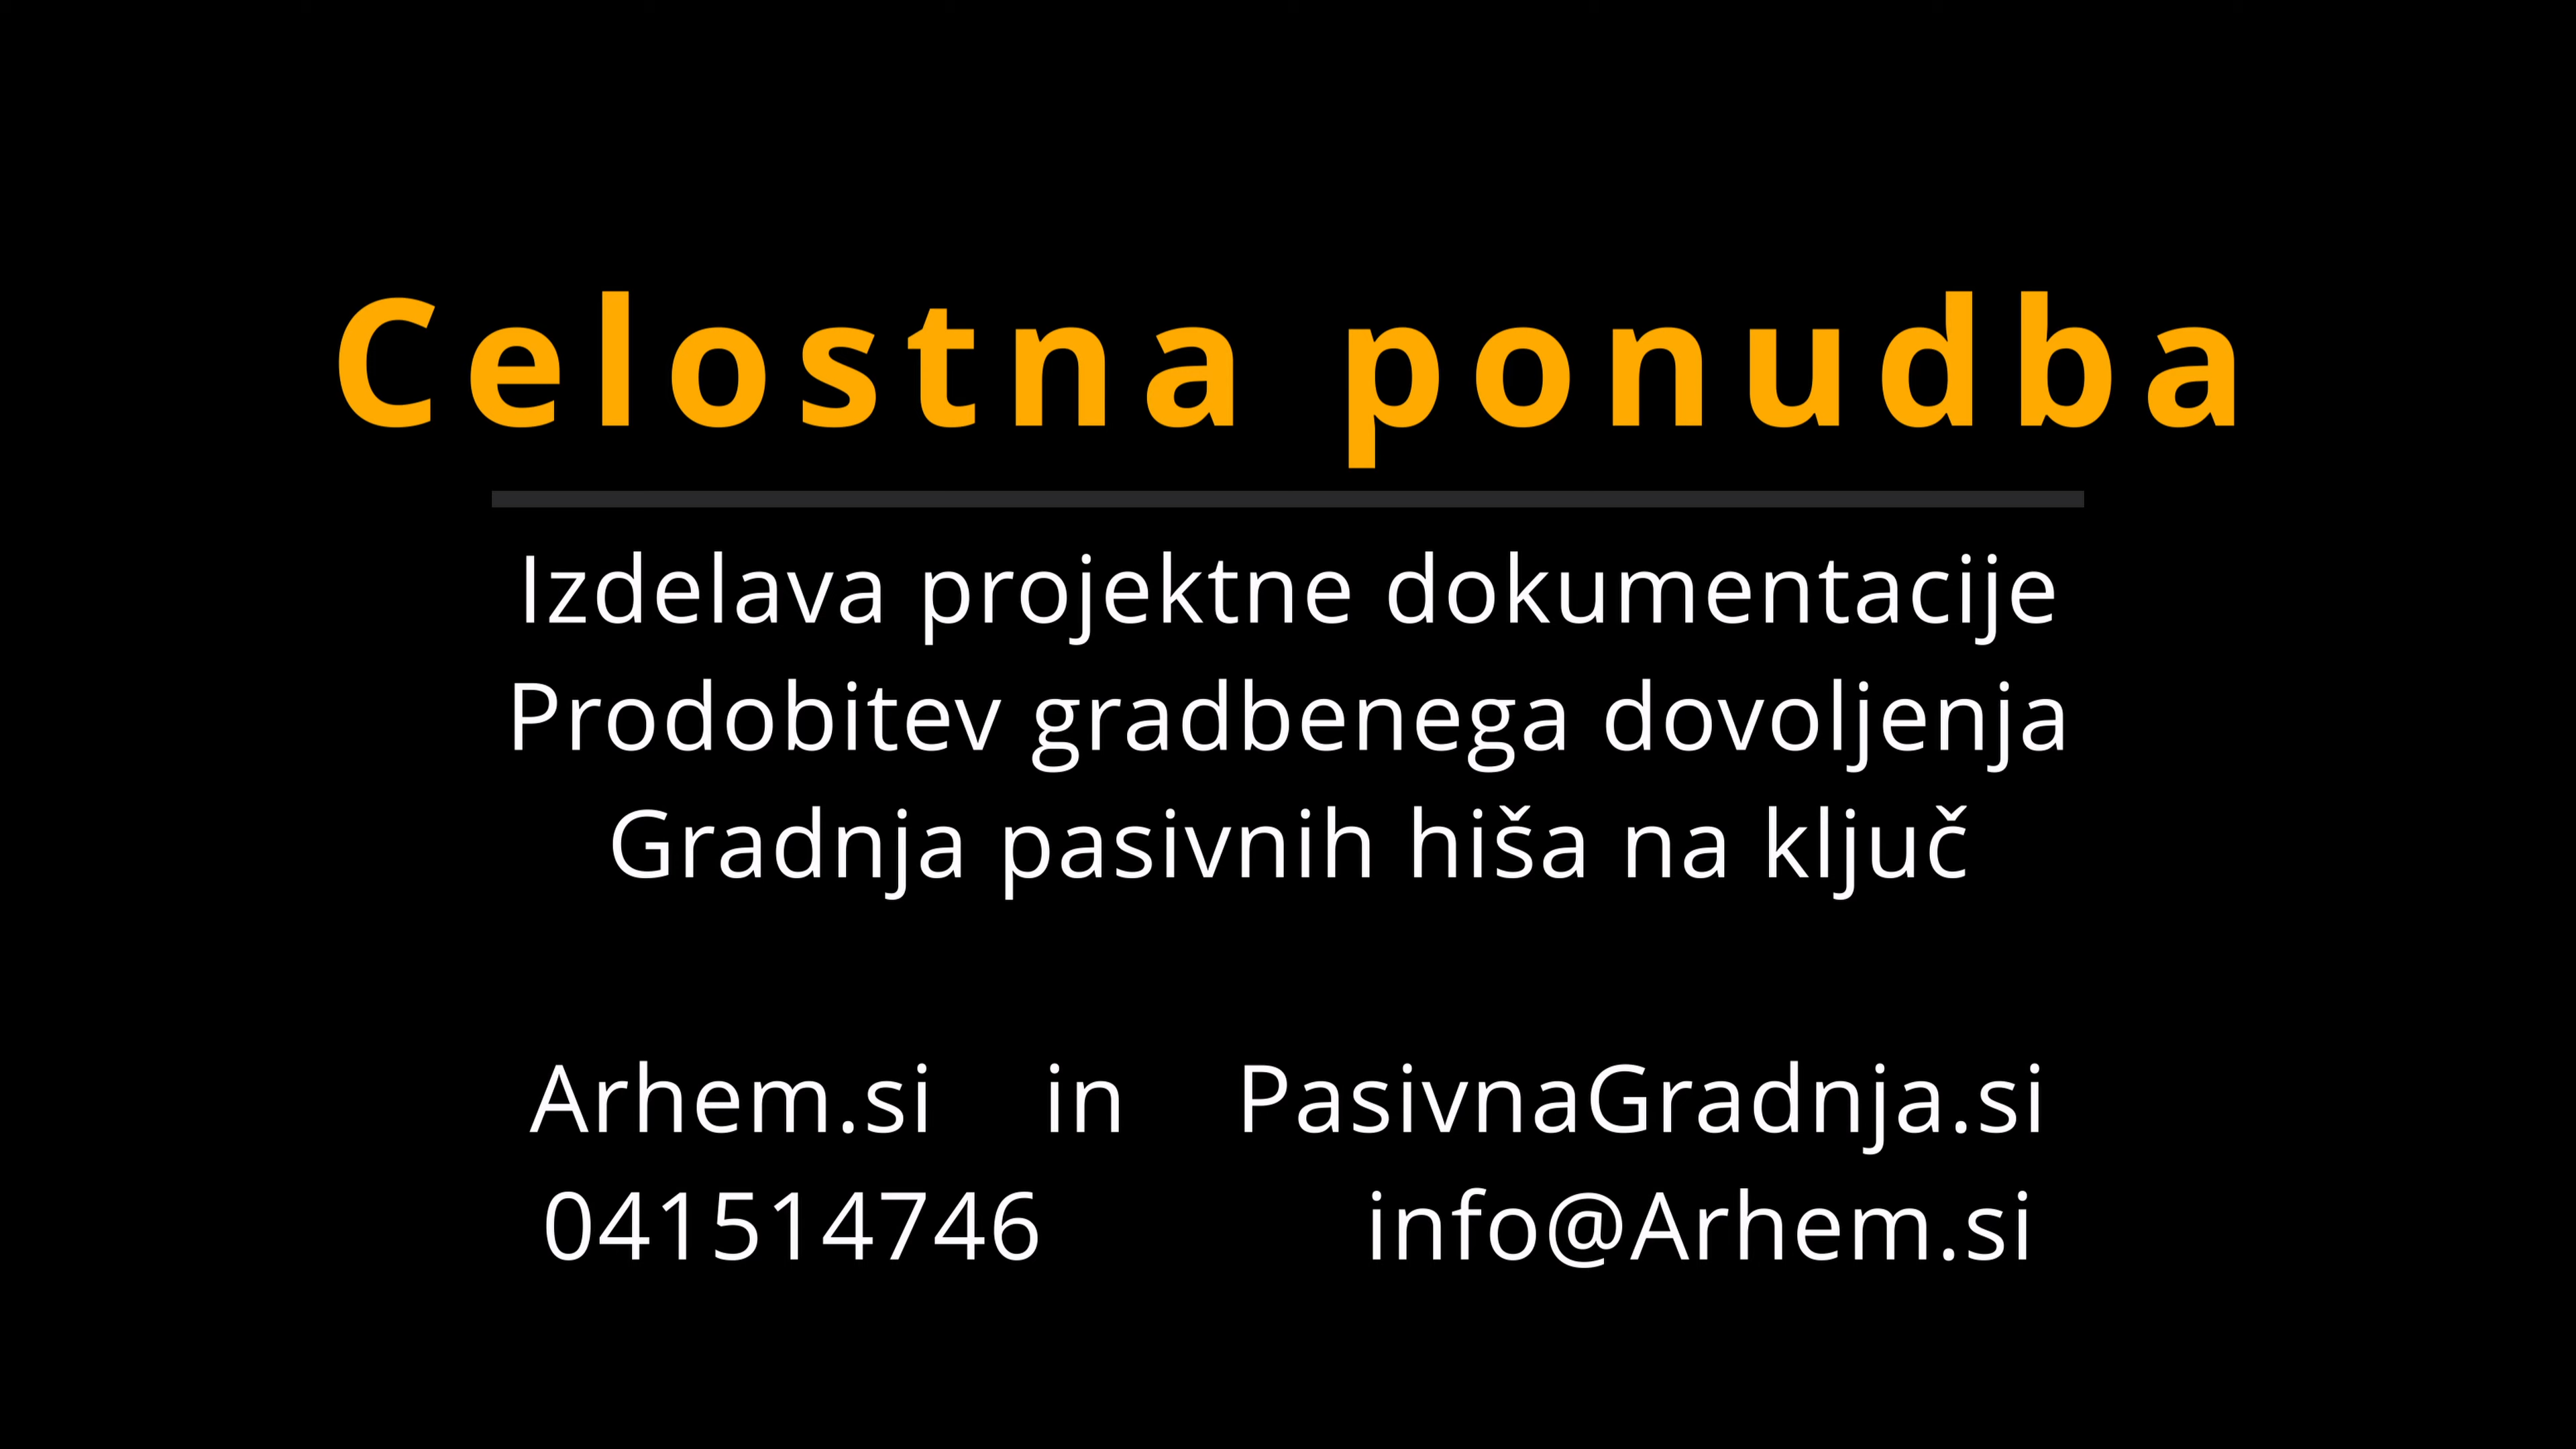 Celostna ponudba
Izdelava projektne dokumentacije
Prodobitev gradbenega dovoljenja
Gradnja pasivnih hiša na ključ
Arhem.si in PasivnaGradnja.si
041514746 info@Arhem.si